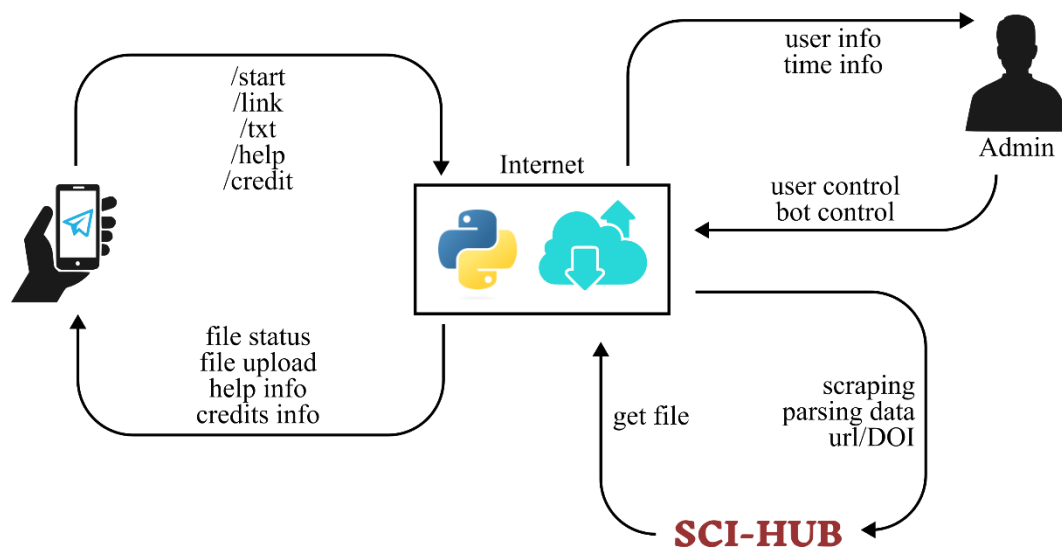 /start
/link
/txt
/help
/credit
Internet
user info
time info
Admin
user control
bot control
file status
file upload
help info
credits info
get file
scraping
parsing data
url/DOI
SCI-HUB